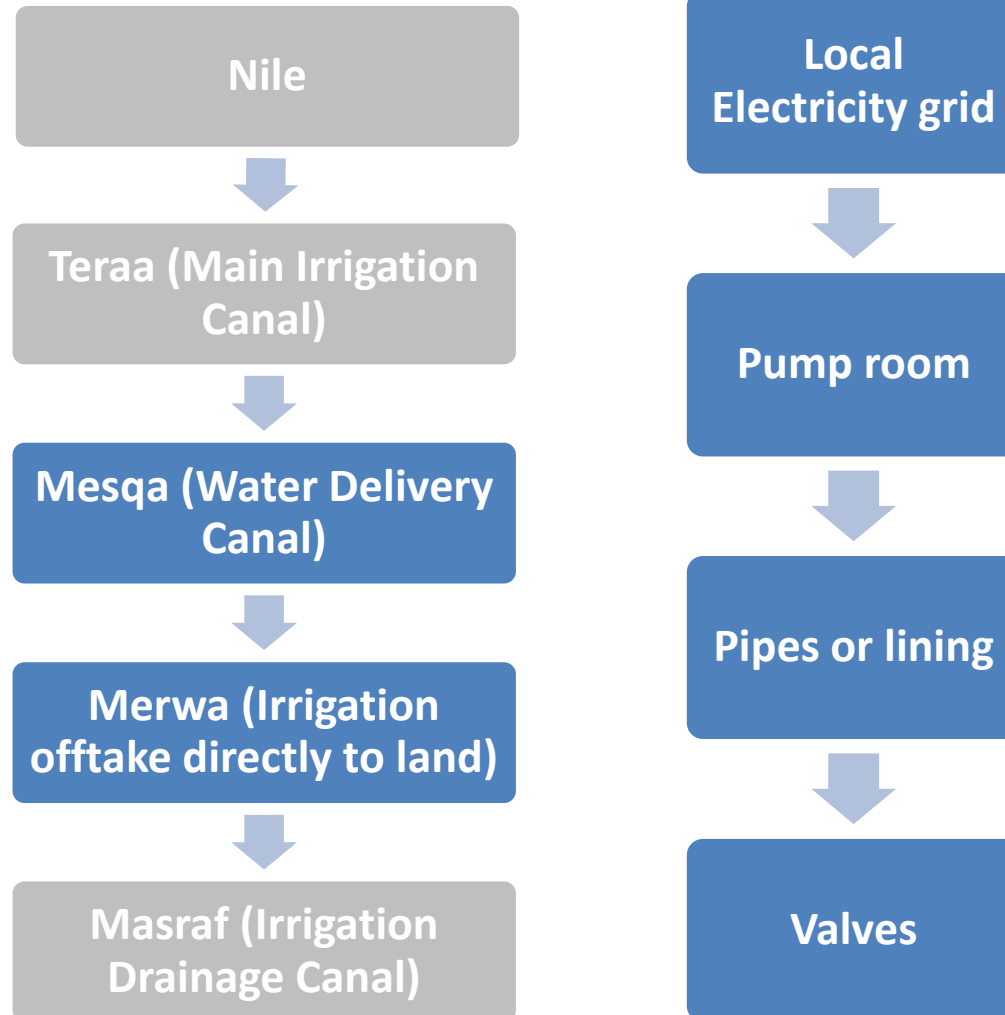 Nile
Teraa (Main Irrigation
Canal)
Mesqa (Water Delivery
Canal)
Merwa (Irrigation
offtake directly to land)
Masraf (Irrigation
Drainage Canal)
Local
Electricity grid
Pump room
Pipes or lining
Valves